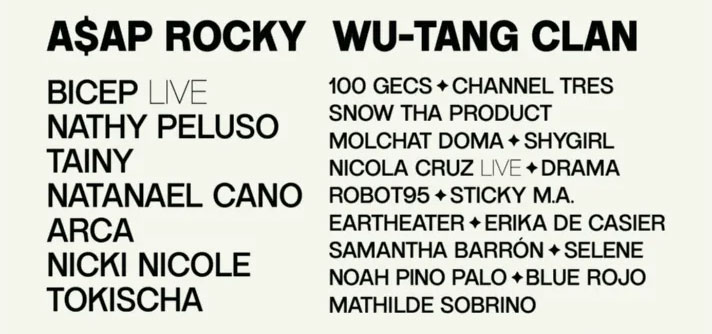 A$AP ROCKY
BICEP LIVE
NATHY PELUSO
TAINY
NATANAEL CANO
ARCA
NICKI NICOLE
TOKISCHA
WU-TANG CLAN
100 GECS✦CHANNEL TRES
SNOW THA PRODUCT
MOLCHAT DOMA✦SHYGIRL
NICOLA CRUZ LIVE✦DRAMA
ROBOT95✦STICKY M.A.
EARTHEATER✦ERIKA DE CASIER
SAMANTHA BARRÓN✦SELENE
NOAH PINO PALO✦BLUE ROJO
MATHILDE SOBRINO